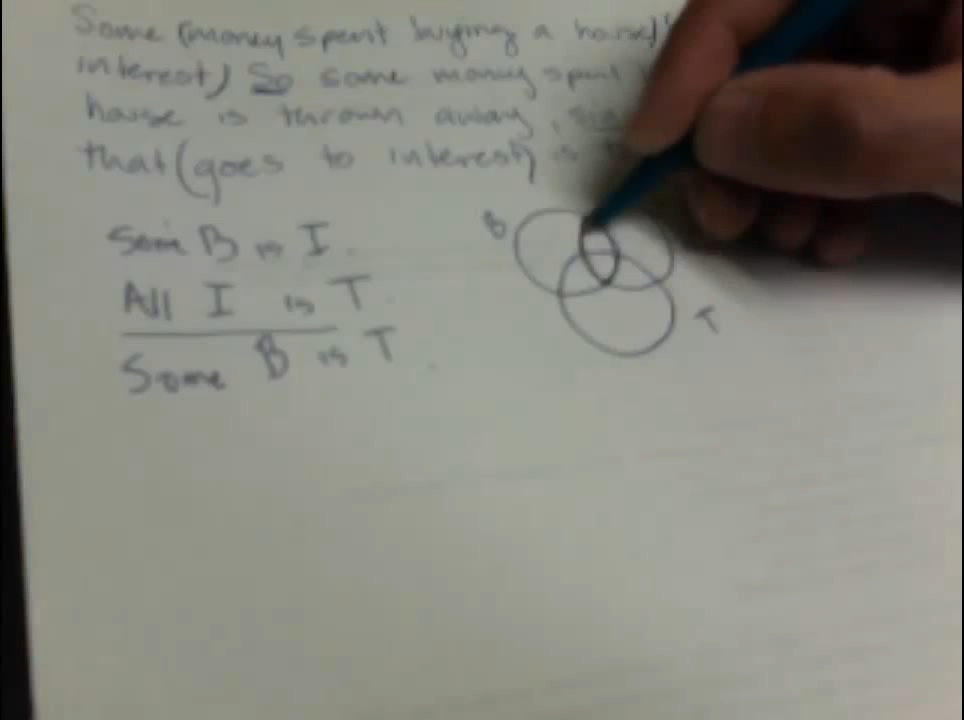 Some (money spent buying a house)
interest) So some money spent
house is thrown away,
that (goes to interest) is
B
Some B is I.
All I is T.
T
Some B is T